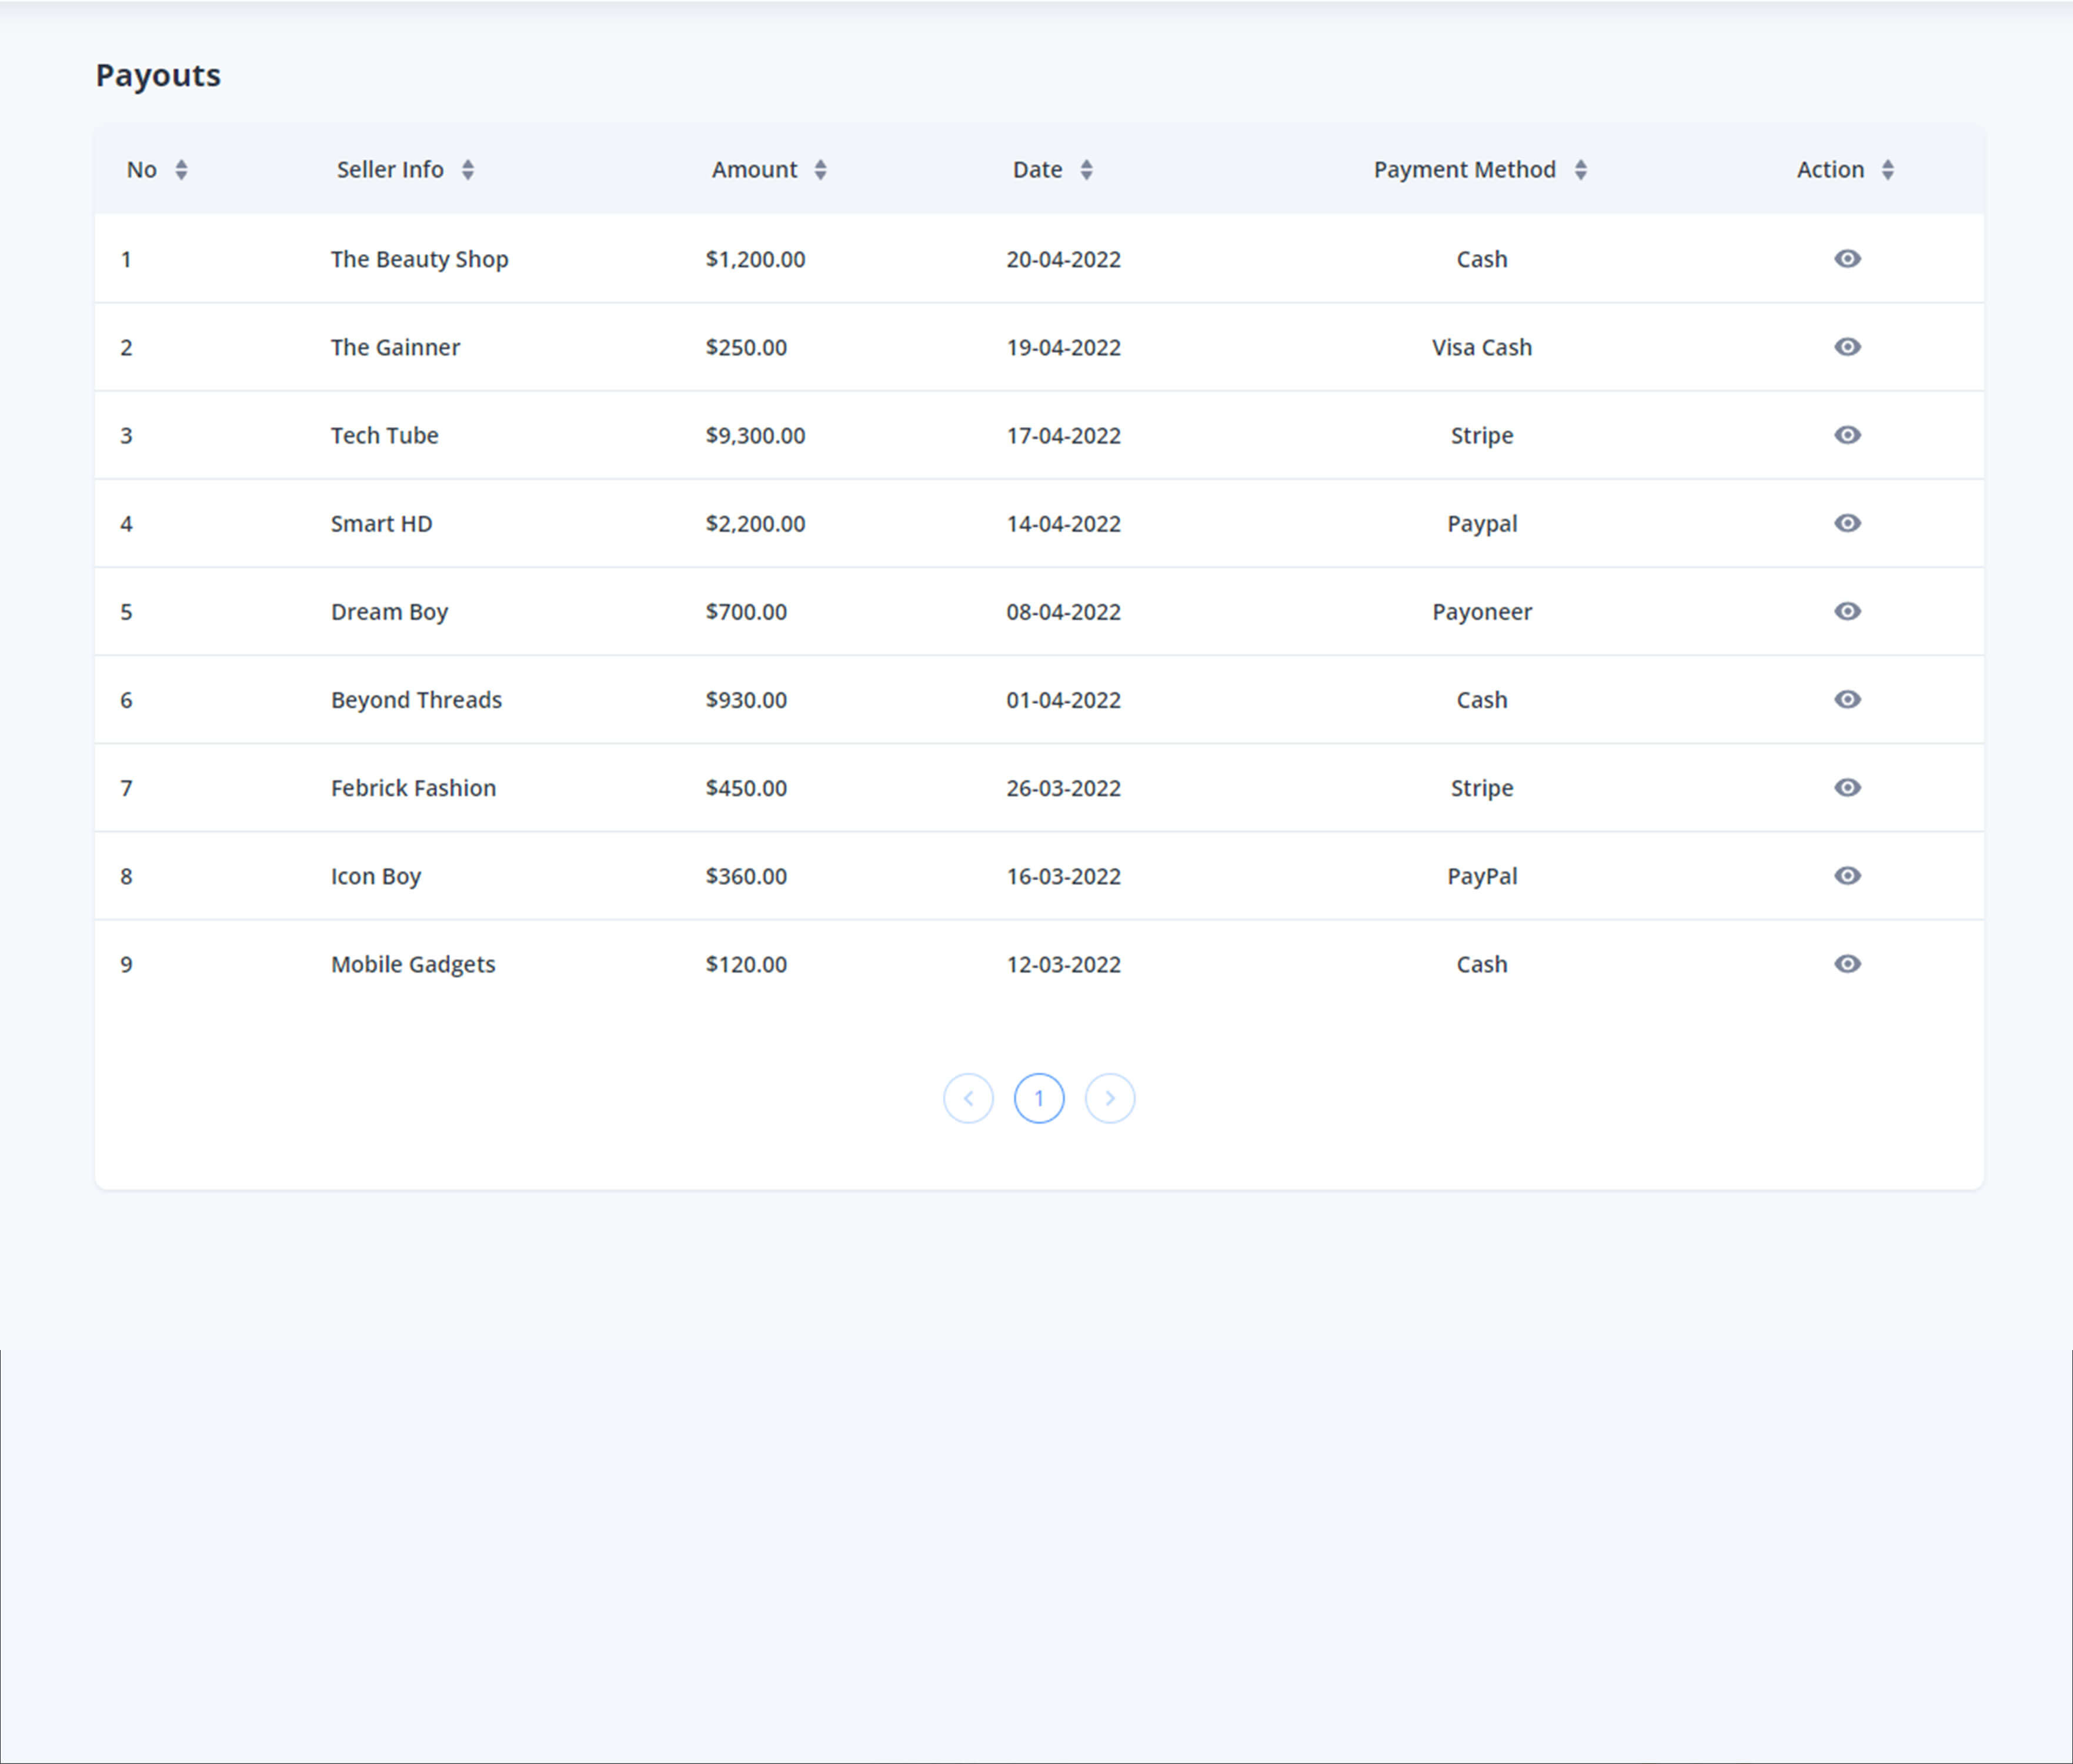 Payouts
No Seller Info Amount Date Payment Method Action
1 The Beauty Shop $1,200.00 20-04-2022 Cash
2 The Gainner $250.00 19-04-2022 Visa Cash
3 Tech Tube $9,300.00 17-04-2022 Stripe
4 Smart HD $2,200.00 14-04-2022 Paypal
5 Dream Boy $700.00 08-04-2022 Payoneer
6 Beyond Threads $930.00 01-04-2022 Cash
7 Febrick Fashion $450.00 26-03-2022 Stripe
8 Icon Boy $360.00 16-03-2022 PayPal
9 Mobile Gadgets $120.00 12-03-2022 Cash
1